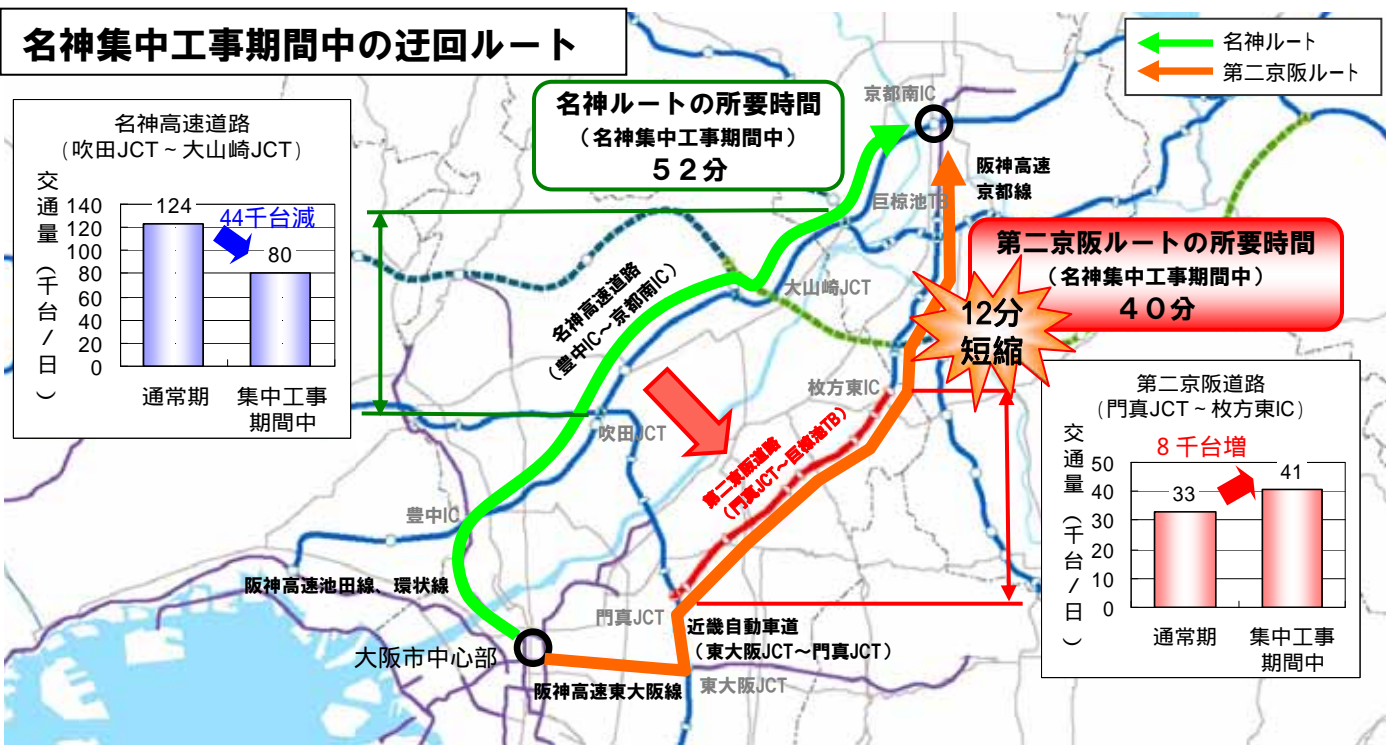 名神集中工事期間中の迂回ルート
名神ルート
第二京阪ルート
名神高速道路
(吹田JCT~大山崎JCT)
交通量(千台/日)
140
120
100
80
60
40
20
0
124
44千台減
80
通常期
集中工事
期間中
名神ルートの所要時間
(名神集中工事期間中)
52分
京都南IC
阪神高速
京都線
巨椋池TB
第二京阪ルートの所要時間
(名神集中工事期間中)
40分
12分
短縮
大山崎JCT
名神高速道路
(豊中IC~京都南IC)
枚方東IC
吹田JCT
第二京阪道路
(門真JCT~巨椋池TB)
豊中IC
阪神高速池田線、環状線
門真JCT
近畿自動車道
(東大阪JCT~門真JCT)
大阪市中心部
阪神高速東大阪線
東大阪JCT
第二京阪道路
(門真JCT~枚方東IC)
交通量(千台/日)
50
40
30
20
10
0
33
8千台増
41
通常期
集中工事
期間中